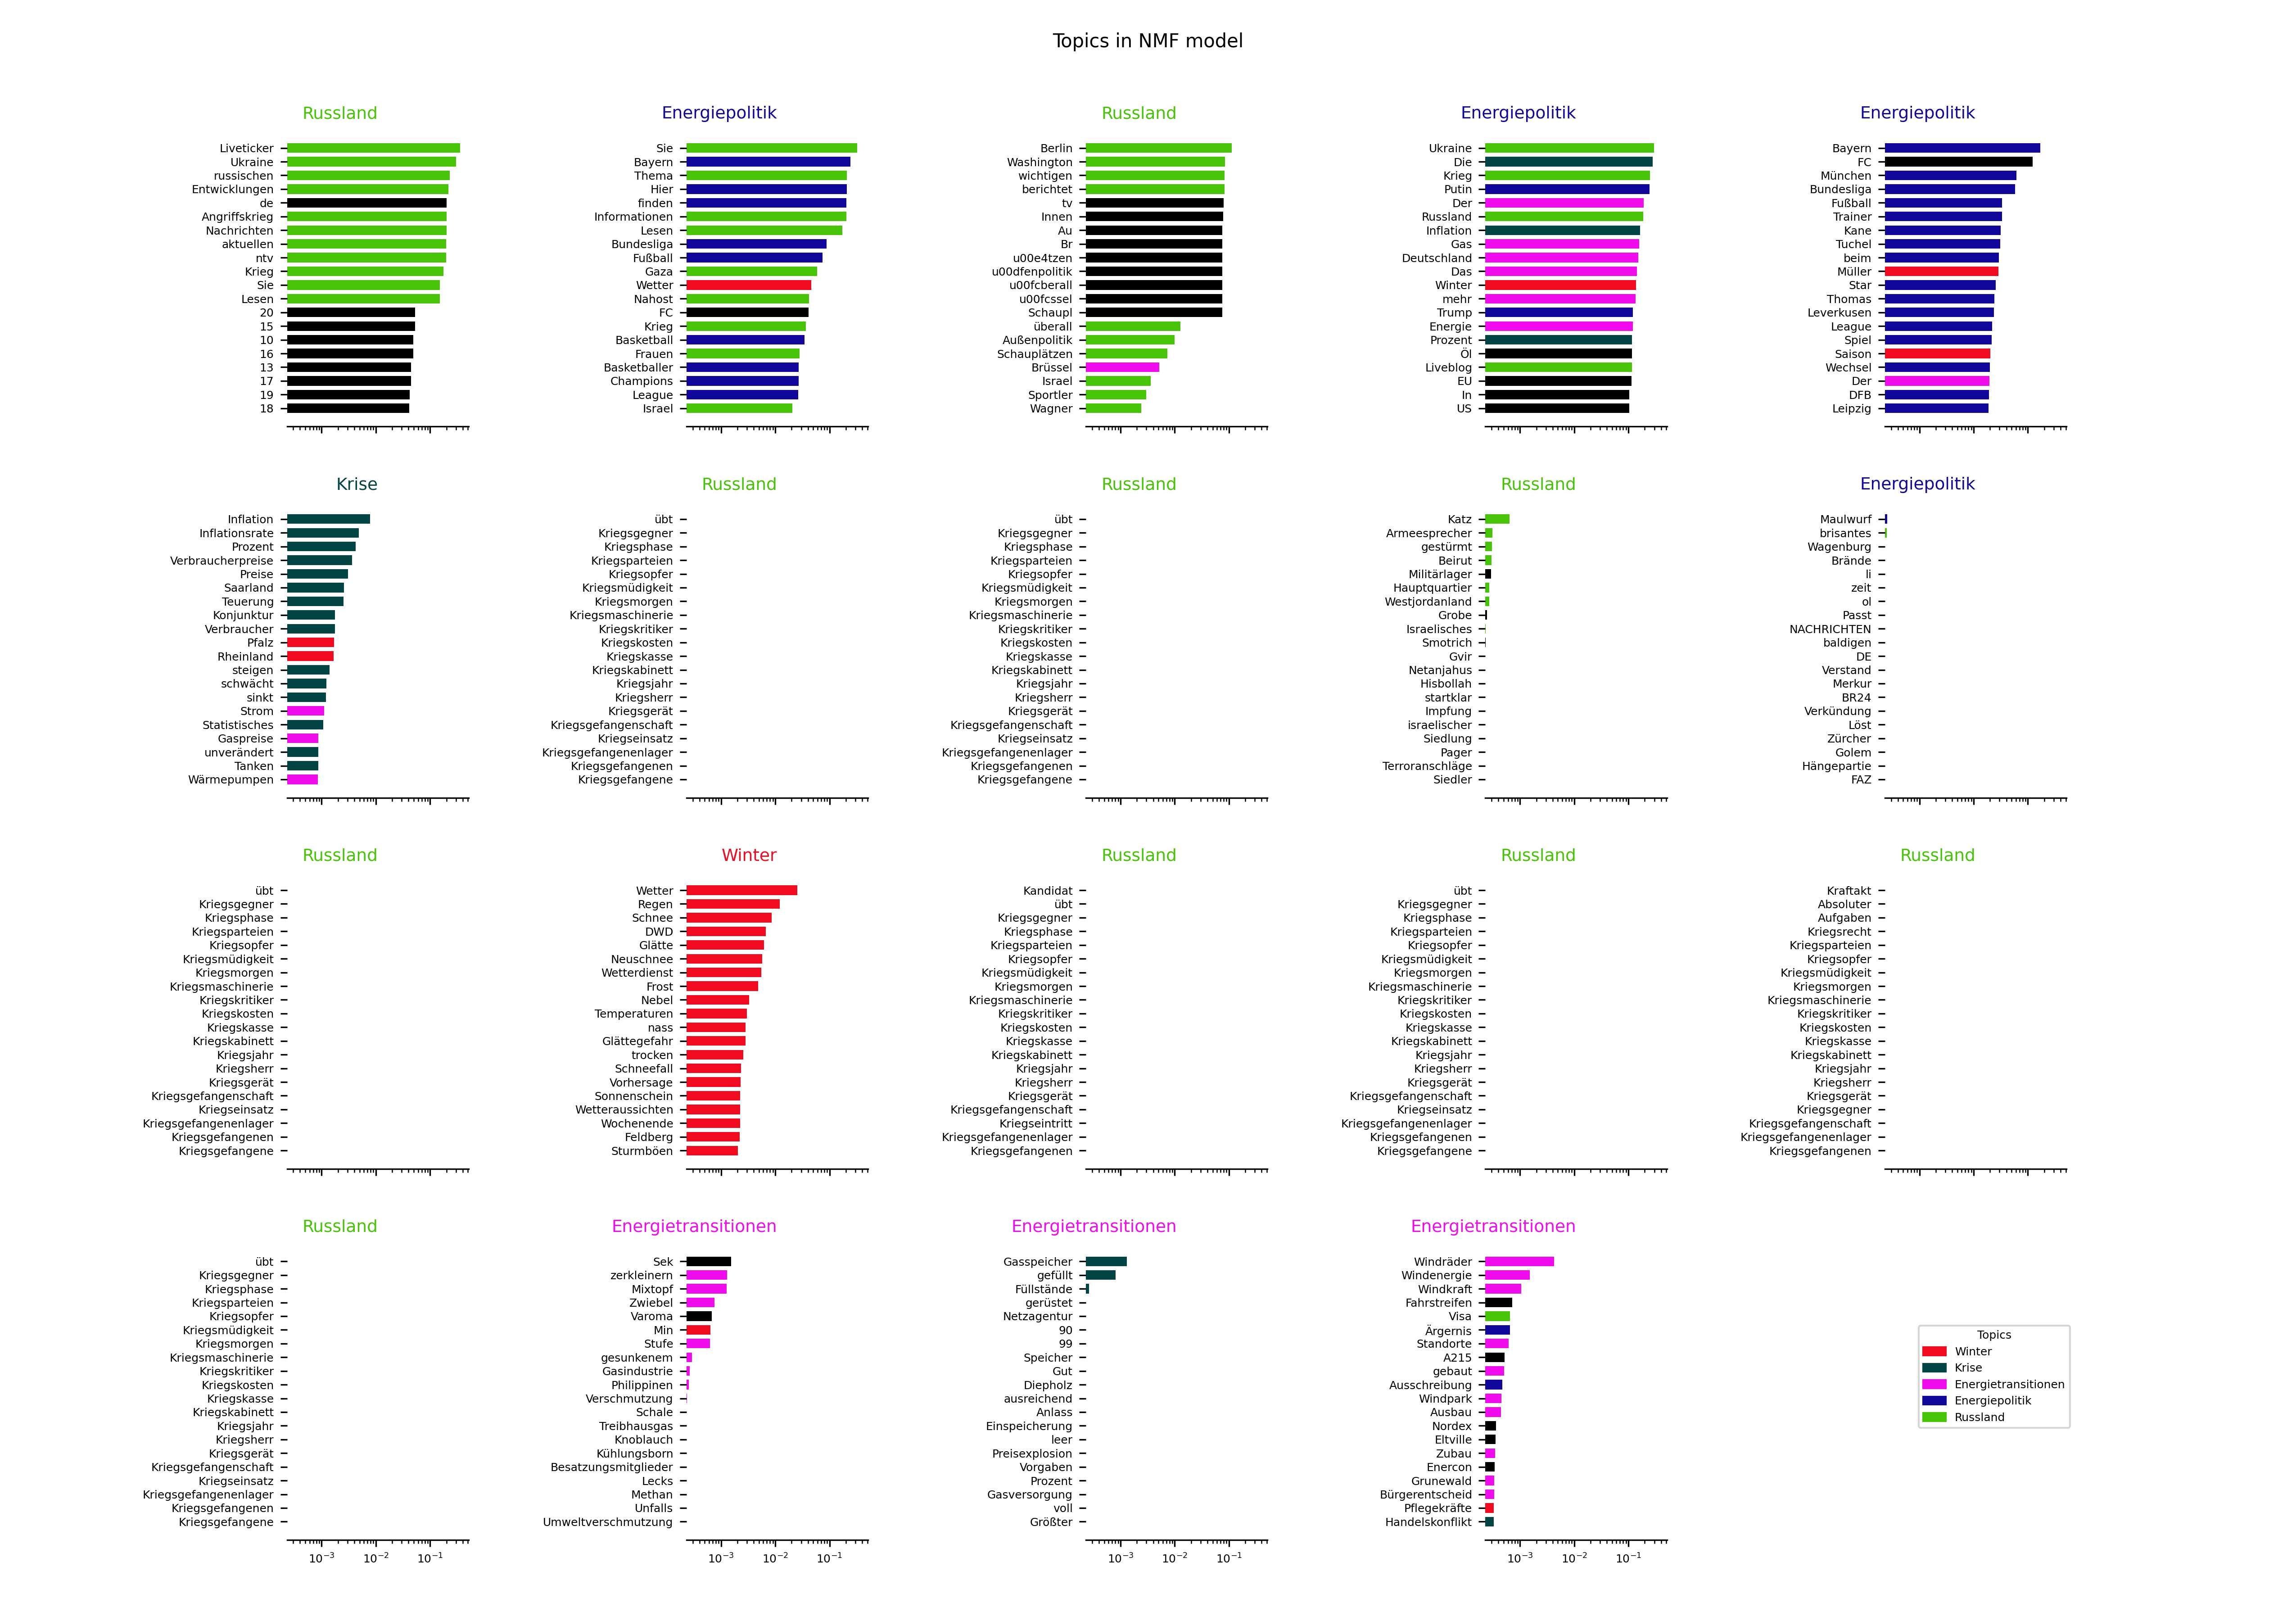 Topics in NMF model
Russland
Liveticker
Ukraine
russischen
Entwicklungen
de
Angriffskrieg
Nachrichten
aktuellen
ntv
Krieg
Sie
Lesen
20
15
10
16
13
17
19
18
Energiepolitik
Sie
Bayern
Thema
Hier
finden
Informationen
Lesen
Bundesliga
Fußball
Gaza
Wetter
Nahost
FC
Krieg
Basketball
Frauen
Basketballer
Champions
League
Israel
Russland
Berlin
Washington
wichtigen
berichtet
tv
Innen
Au
Br
u00e4tzen
u00dfenpolitik
u00fcberall
u00fcssel
Schaupl
überall
Außenpolitik
Schauplätzen
Brüssel
Israel
Sportler
Wagner
Energiepolitik
Ukraine
Die
Krieg
Putin
Der
Russland
Inflation
Gas
Deutschland
Das
Winter
mehr
Trump
Energie
Prozent
Öl
Liveblog
EU
In
US
Energiepolitik
Bayern
FC
München
Bundesliga
Fußball
Trainer
Kane
Tuchel
beim
Müller
Star
Thomas
Leverkusen
League
Spiel
Saison
Wechsel
Der
DFB
Leipzig
Krise
Inflation
Inflationsrate
Prozent
Verbraucherpreise
Preise
Saarland
Teuerung
Konjunktur
Verbraucher
Pfalz
Rheinland
steigen
schwächt
sinkt
Strom
Statistisches
Gaspreise
unverändert
Tanken
Wärmepumpen
Russland
übt
Kriegsgegner
Kriegsphase
Kriegsparteien
Kriegsopfer
Kriegsmüdigkeit
Kriegsmorgen
Kriegsmaschinerie
Kriegskritiker
Kriegskosten
Kriegskasse
Kriegskabinett
Kriegsjahr
Kriegsherr
Kriegsgerät
Kriegsgefangenschaft
Kriegseinsatz
Kriegsgefangenenlager
Kriegsgefangenen
Kriegsgefangene
Russland
übt
Kriegsgegner
Kriegsphase
Kriegsparteien
Kriegsopfer
Kriegsmüdigkeit
Kriegsmorgen
Kriegsmaschinerie
Kriegskritiker
Kriegskosten
Kriegskasse
Kriegskabinett
Kriegsjahr
Kriegsherr
Kriegsgerät
Kriegsgefangenschaft
Kriegseinsatz
Kriegsgefangenenlager
Kriegsgefangenen
Kriegsgefangene
Russland
Katz
Armeesprecher
gestürmt
Beirut
Militärlager
Hauptquartier
Westjordanland
Grobe
Israelisches
Smotrich
Gvir
Netanjahus
Hisbollah
startklar
Impfung
israelischer
Siedlung
Pager
Terroranschläge
Siedler
Energiepolitik
Maulwurf
brisantes
Wagenburg
Brände
li
zeit
ol
Passt
NACHRICHTEN
baldigen
DE
Verstand
Merkur
BR24
Verkündung
Löst
Zürcher
Golem
Hängepartie
FAZ
Russland
übt
Kriegsgegner
Kriegsphase
Kriegsparteien
Kriegsopfer
Kriegsmüdigkeit
Kriegsmorgen
Kriegsmaschinerie
Kriegskritiker
Kriegskosten
Kriegskasse
Kriegskabinett
Kriegsjahr
Kriegsherr
Kriegsgerät
Kriegsgefangenschaft
Kriegseinsatz
Kriegsgefangenenlager
Kriegsgefangenen
Kriegsgefangene
Winter
Wetter
Regen
Schnee
DWD
Glätte
Neuschnee
Wetterdienst
Frost
Nebel
Temperaturen
nass
Glättegefahr
trocken
Schneefall
Vorhersage
Sonnenschein
Wetteraussichten
Wochenende
Feldberg
Sturmböen
Russland
Kandidat
übt
Kriegsgegner
Kriegsphase
Kriegsparteien
Kriegsopfer
Kriegsmüdigkeit
Kriegsmorgen
Kriegsmaschinerie
Kriegskritiker
Kriegskosten
Kriegskasse
Kriegskabinett
Kriegsjahr
Kriegsherr
Kriegsgerät
Kriegsgefangenschaft
Kriegseintritt
Kriegsgefangenenlager
Kriegsgefangenen
Russland
übt
Kriegsgegner
Kriegsphase
Kriegsparteien
Kriegsopfer
Kriegsmüdigkeit
Kriegsmorgen
Kriegsmaschinerie
Kriegskritiker
Kriegskosten
Kriegskasse
Kriegskabinett
Kriegsjahr
Kriegsherr
Kriegsgerät
Kriegsgefangenschaft
Kriegseinsatz
Kriegsgefangenenlager
Kriegsgefangenen
Kriegsgefangene
Russland
Kraftakt
Absoluter
Aufgaben
Kriegsrecht
Kriegsparteien
Kriegsopfer
Kriegsmüdigkeit
Kriegsmorgen
Kriegsmaschinerie
Kriegskritiker
Kriegskosten
Kriegskasse
Kriegskabinett
Kriegsjahr
Kriegsherr
Kriegsgerät
Kriegsgegner
Kriegsgefangenschaft
Kriegsgefangenenlager
Kriegsgefangenen
Russland
übt
Kriegsgegner
Kriegsphase
Kriegsparteien
Kriegsopfer
Kriegsmüdigkeit
Kriegsmorgen
Kriegsmaschinerie
Kriegskritiker
Kriegskosten
Kriegskasse
Kriegskabinett
Kriegsjahr
Kriegsherr
Kriegsgerät
Kriegsgefangenschaft
Kriegseinsatz
Kriegsgefangenenlager
Kriegsgefangenen
Kriegsgefangene
10⁻³ 10⁻² 10⁻¹
Energietransitionen
Sek
zerkleinern
Mixtopf
Zwiebel
Varoma
Min
Stufe
gesunkenem
Gasindustrie
Philippinen
Verschmutzung
Schale
Treibhausgas
Knoblauch
Kühlungsborn
Besatzungsmitglieder
Lecks
Methan
Unfalls
Umweltverschmutzung
10⁻³ 10⁻² 10⁻¹
Energietransitionen
Gasspeicher
gefüllt
Füllstände
gerüstet
Netzagentur
90
99
Speicher
Gut
Diepholz
ausreichend
Anlass
Einspeicherung
leer
Preisexplosion
Vorgaben
Prozent
Gasversorgung
voll
Größter
10⁻³ 10⁻² 10⁻¹
Energietransitionen
Windräder
Windenergie
Windkraft
Fahrstreifen
Visa
Ärgernis
Standorte
A215
gebaut
Ausschreibung
Windpark
Ausbau
Nordex
Eltville
Zubau
Enercon
Grunewald
Bürgerentscheid
Pflegekräfte
Handelskonflikt
10⁻³ 10⁻² 10⁻¹
Topics
Winter
Krise
Energietransitionen
Energiepolitik
Russland